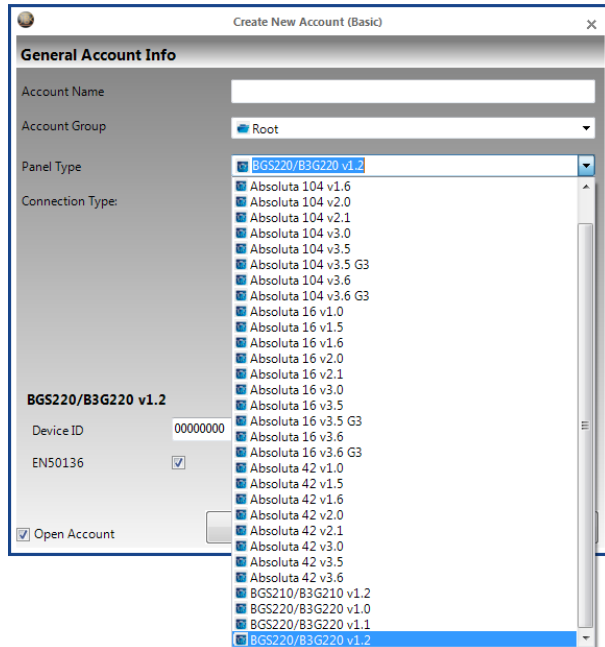 Create New Account (Basic)
General Account Info
Account Name
Account Group
Root
Panel Type
BGS220/B3G220 v1.2
Connection Type:
Absoluta 104 v1.6
Absoluta 104 v2.0
Absoluta 104 v2.1
Absoluta 104 v3.0
Absoluta 104 v3.5
Absoluta 104 v3.5 G3
Absoluta 104 v3.6
Absoluta 104 v3.6 G3
Absoluta 16 v1.0
Absoluta 16 v1.5
Absoluta 16 v1.6
Absoluta 16 v2.0
Absoluta 16 v2.1
Absoluta 16 v3.0
Absoluta 16 v3.5
Absoluta 16 v3.5 G3
Absoluta 16 v3.6
Absoluta 16 v3.6 G3
Absoluta 42 v1.0
Absoluta 42 v1.5
Absoluta 42 v1.6
Absoluta 42 v2.0
Absoluta 42 v2.1
Absoluta 42 v3.0
Absoluta 42 v3.5
Absoluta 42 v3.6
BGS210/B3G210 v1.2
BGS220/B3G220 v1.0
BGS220/B3G220 v1.1
BGS220/B3G220 v1.2
BGS220/B3G220 v1.2
Device ID
00000000
EN50136
Open Account